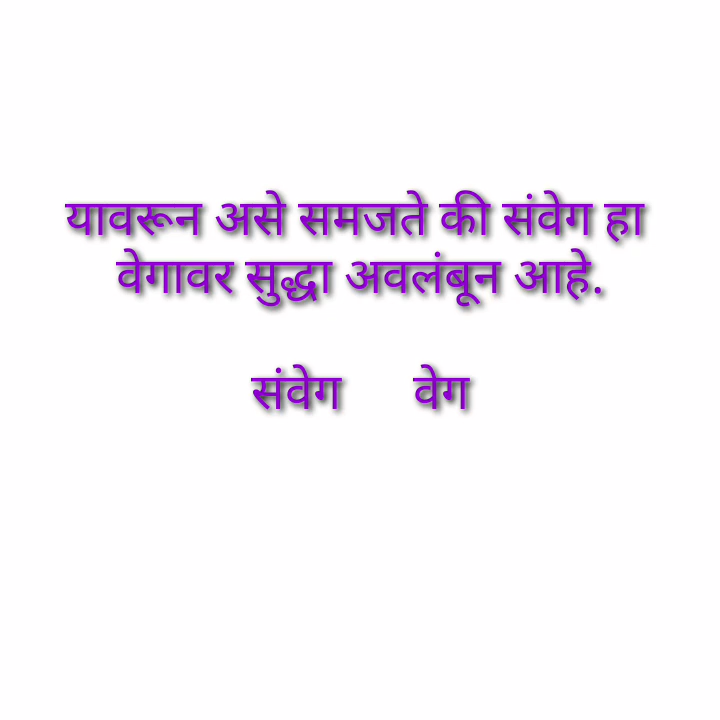 यावरून असे समजते की संवेग हा
वेगावर सुद्धा अवलंबून आहे.
संवेग वेग